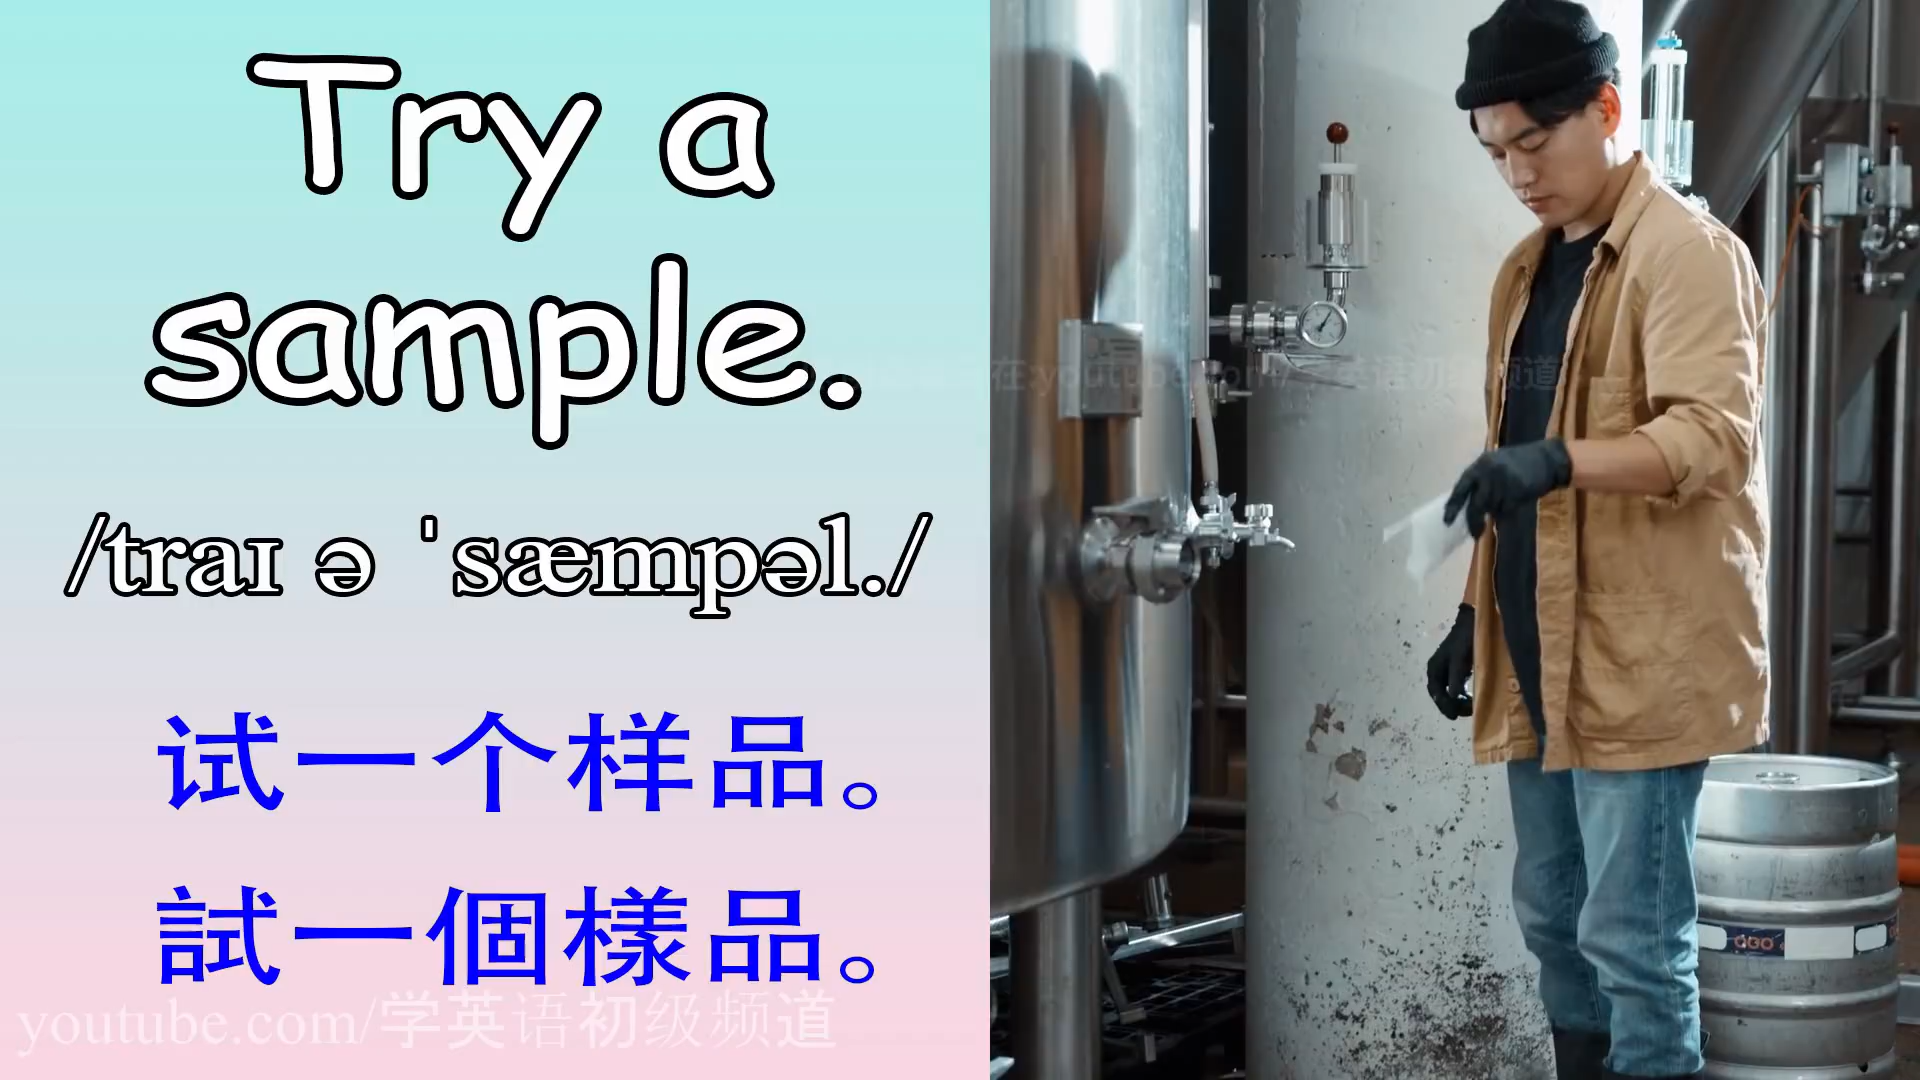 Try a
sample.
/traɪ ə ˈsæmpəl./
试一个样品。
試一個樣品。
youtube.com/学英语初级频道